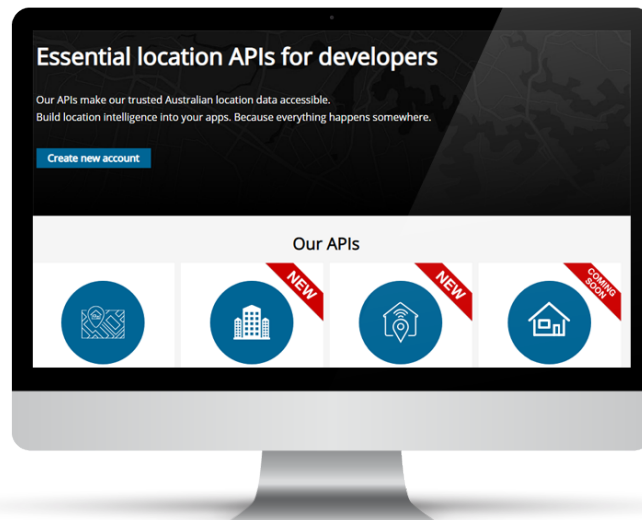 Essential location APIs for developers
Our APIs make our trusted Australian location data accessible.
Build location intelligence into your apps. Because everything happens somewhere.
Create new account
Our APIs
NEW
NEW
COMING
SOON